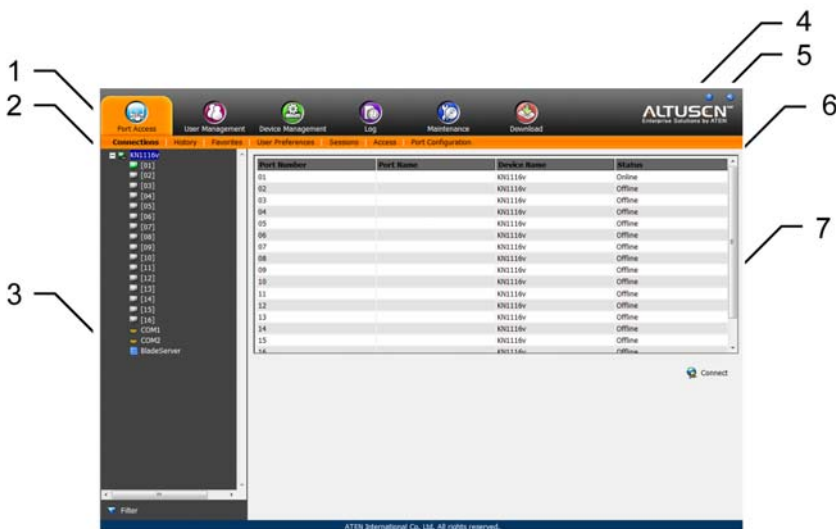 4
5
1
2
6
7
3
ALTUSCN™
Enterprise Solutions by ATEN
Port Access User Management Device Management Log Maintenance Download
Connections History Favorites User Preferences Sessions Access Port Configuration
KN1116v
[01]
[02]
[03]
[04]
[05]
[06]
[07]
[08]
[09]
[10]
[11]
[12]
[13]
[14]
[15]
[16]
COM1
COM2
BladeServer
Filter
Port Number Port Name Device Name Status
01 KN1116v Online
02 KN1116v Offline
03 KN1116v Offline
04 KN1116v Offline
05 KN1116v Offline
06 KN1116v Offline
07 KN1116v Offline
08 KN1116v Offline
09 KN1116v Offline
10 KN1116v Offline
11 KN1116v Offline
12 KN1116v Offline
13 KN1116v Offline
14 KN1116v Offline
15 KN1116v Offline
16 KN1116v Offline
Connect
ATEN International Co. Ltd. All rights reserved.